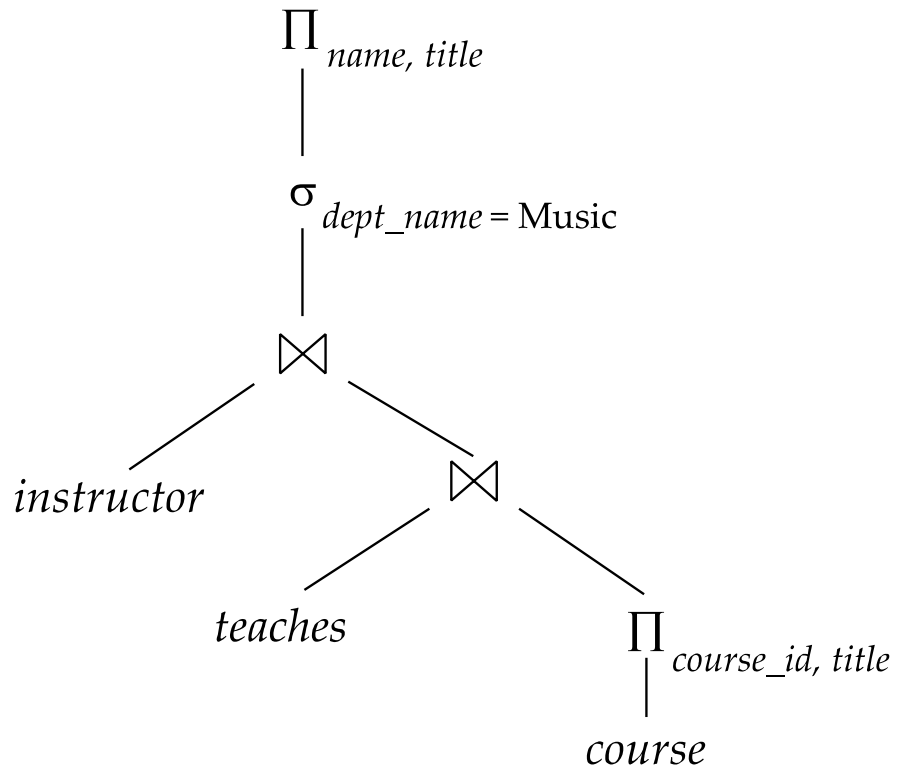 ∏ name, title
σ dept_name = Music
⋈
instructor
⋈
teaches
∏ course_id, title
course